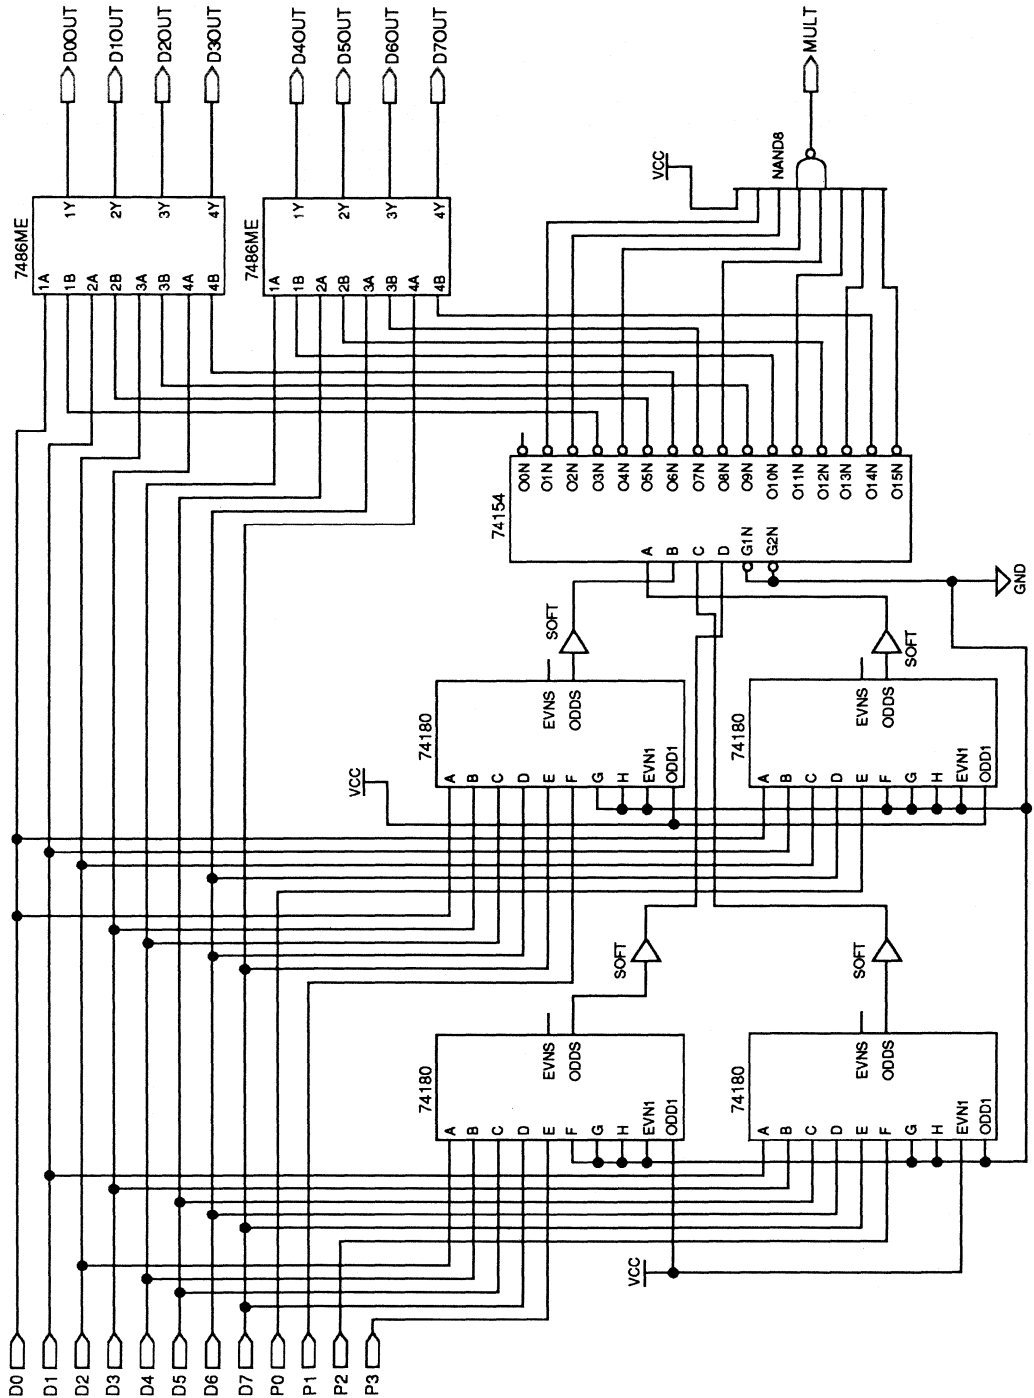 D0OUT
D1OUT
D2OUT
D3OUT
D4OUT
D5OUT
D6OUT
D7OUT
MULT
7486ME
1Y
2Y
3Y
4Y
1A
1B
2A
2B
3A
3B
4A
4B
7486ME
1Y
2Y
3Y
4Y
1A
1B
2A
2B
3A
3B
4A
4B
VCC
NAND8
74154
O0N
O1N
O2N
O3N
O4N
O5N
O6N
O7N
O8N
O9N
O10N
O11N
O12N
O13N
O14N
O15N
A
B
C
D
G1N
G2N
GND
SOFT
SOFT
74180
EVNS
ODDS
A
B
C
D
E
F
G
H
EVN1
ODD1
74180
EVNS
ODDS
A
B
C
D
E
F
G
H
EVN1
ODD1
VCC
SOFT
SOFT
74180
EVNS
ODDS
A
B
C
D
E
F
G
H
EVN1
ODD1
74180
EVNS
ODDS
A
B
C
D
E
F
G
H
EVN1
ODD1
VCC
D0
D1
D2
D3
D4
D5
D6
D7
P0
P1
P2
P3